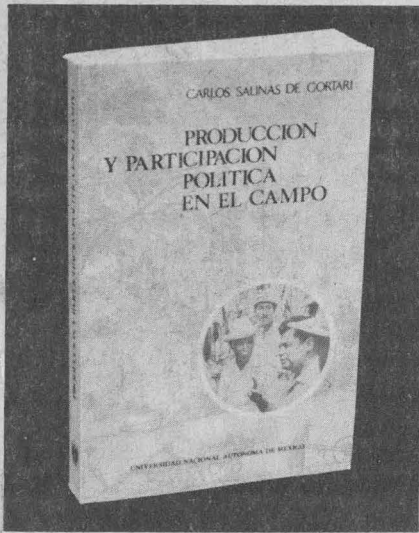 CARLOS SALINAS DE GORTARI
PRODUCCION
Y PARTICIPACION
POLITICA
EN EL CAMPO
UNIVERSIDAD NACIONAL AUTONOMA DE MEXICO